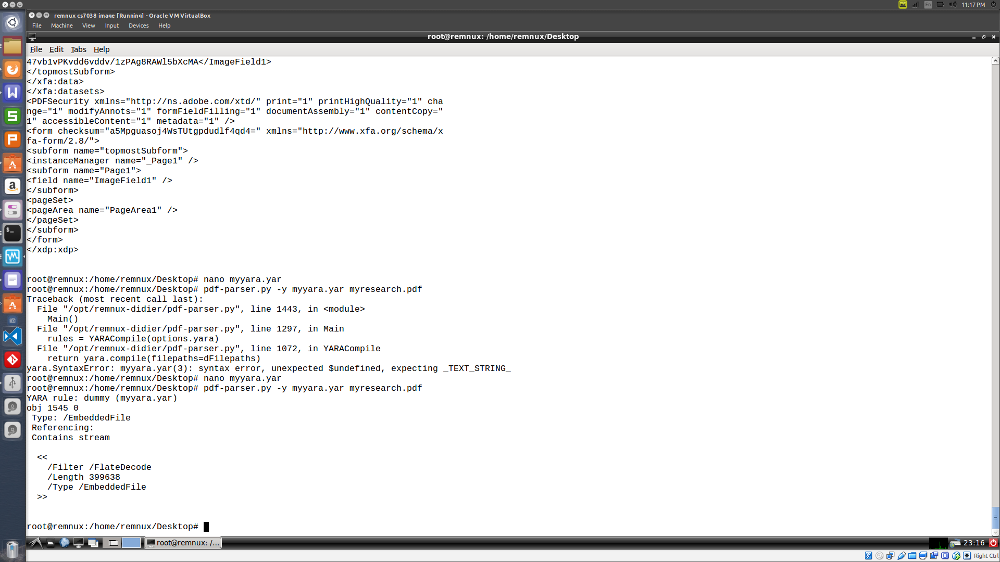 11:17 PM
En
remnux cs7038 image [Running] - Oracle VM VirtualBox
File Machine View Input Devices Help
root@remnux: /home/remnux/Desktop
File Edit Tabs Help
47vb1vPKvdd6vddv/1zPAg8RAWl5bXcMA</ImageField1>
</topmostSubform>
</xfa:data>
</xfa:datasets>
<PDFSecurity xmlns="http://ns.adobe.com/xtd/" print="1" printHighQuality="1" cha
nge="1" modifyAnnots="1" formFieldFilling="1" documentAssembly="1" contentCopy="
1" accessibleContent="1" metadata="1" />
<form checksum="a5Mpguasoj4WsTUtgpdudlf4qd4=" xmlns="http://www.xfa.org/schema/x
fa-form/2.8/">
<subform name="topmostSubform">
<instanceManager name="_Page1" />
<subform name="Page1">
<field name="ImageField1" />
</subform>
<pageSet>
<pageArea name="PageArea1" />
</pageSet>
</subform>
</form>
</xdp:xdp>
root@remnux:/home/remnux/Desktop# nano myyara.yar
root@remnux:/home/remnux/Desktop# pdf-parser.py -y myyara.yar myresearch.pdf
Traceback (most recent call last):
  File "/opt/remnux-didier/pdf-parser.py", line 1443, in <module>
    Main()
  File "/opt/remnux-didier/pdf-parser.py", line 1297, in Main
    rules = YARACompile(options.yara)
  File "/opt/remnux-didier/pdf-parser.py", line 1072, in YARACompile
    return yara.compile(filepaths=dFilepaths)
yara.SyntaxError: myyara.yar(3): syntax error, unexpected $undefined, expecting _TEXT_STRING_
root@remnux:/home/remnux/Desktop# nano myyara.yar
root@remnux:/home/remnux/Desktop# pdf-parser.py -y myyara.yar myresearch.pdf
YARA rule: dummy (myyara.yar)
obj 1545 0
 Type: /EmbeddedFile
 Referencing:
 Contains stream
  <<
    /Filter /FlateDecode
    /Length 399638
    /Type /EmbeddedFile
  >>
root@remnux:/home/remnux/Desktop#
root@remnux: /...
23:16
Right Ctrl